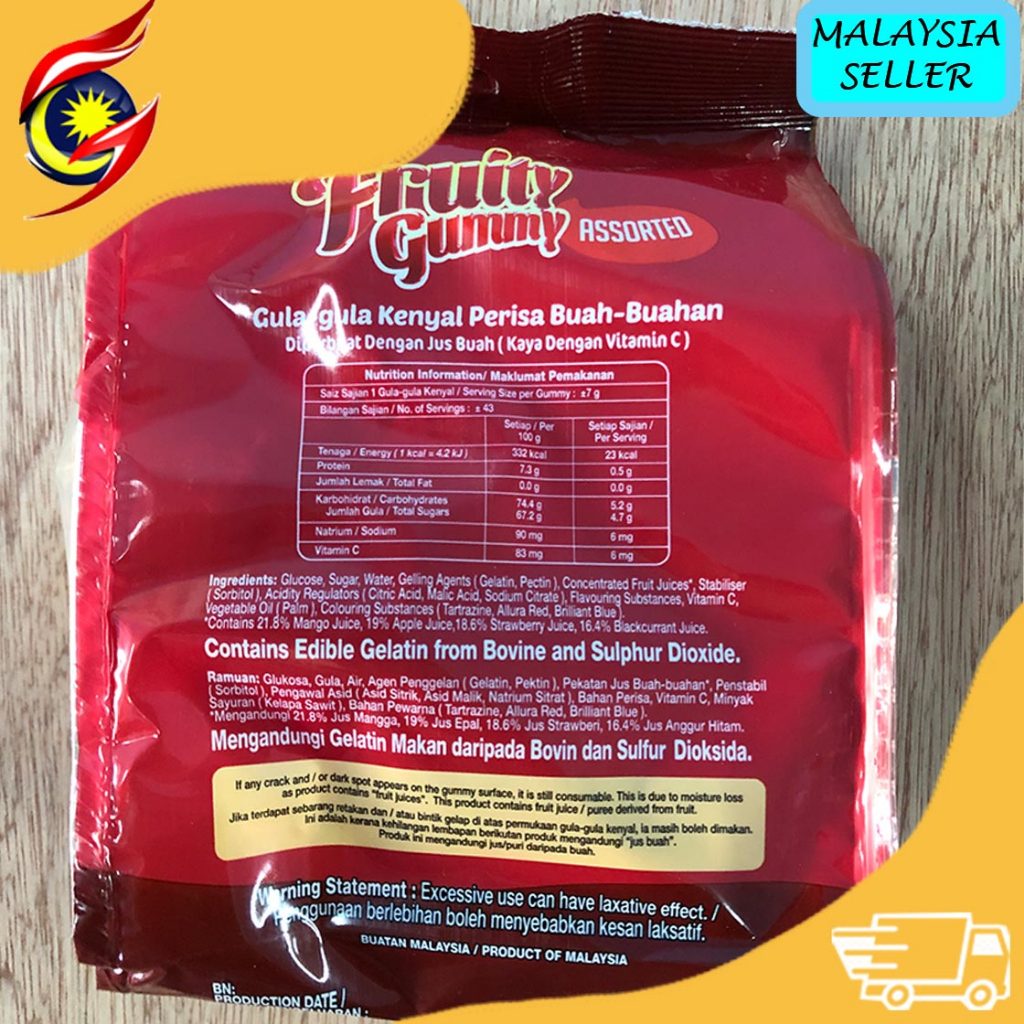 MALAYSIA
SELLER
Fruity
Gummy ASSORTED
Gula-gula Kenyal Perisa Buah-Buahan
Diperbuat Dengan Jus Buah ( Kaya Dengan Vitamin C )
Nutrition Information/ Maklumat Pemakanan
Saiz Sajian 1 Gula-gula Kenyal / Serving Size per Gummy : ±7 g
Bilangan Sajian / No. of Servings : ± 43
Setiap / Per 100 g Setiap Sajian / Per Serving
Tenaga / Energy ( 1 kcal = 4.2 kJ ) 332 kcal 23 kcal
Protein 7.3 g 0.5 g
Jumlah Lemak / Total Fat 0.0 g 0.0 g
Karbohidrat / Carbohydrates 74.4 g 5.2 g
Jumlah Gula / Total Sugars 67.2 g 4.7 g
Natrium / Sodium 90 mg 6 mg
Vitamin C 83 mg 6 mg
Ingredients: Glucose, Sugar, Water, Gelling Agents ( Gelatin, Pectin ), Concentrated Fruit Juices*, Stabiliser
( Sorbitol ), Acidity Regulators ( Citric Acid, Malic Acid, Sodium Citrate ), Flavouring Substances, Vitamin C,
Vegetable Oil ( Palm ), Colouring Substances ( Tartrazine, Allura Red, Brilliant Blue ).
*Contains 21.8% Mango Juice, 19% Apple Juice,18.6% Strawberry Juice, 16.4% Blackcurrant Juice.
Contains Edible Gelatin from Bovine and Sulphur Dioxide.
Ramuan: Glukosa, Gula, Air, Agen Penggelan ( Gelatin, Pektin ), Pekatan Jus Buah-buahan*, Penstabil
( Sorbitol ), Pengawal Asid ( Asid Sitrik, Asid Malik, Natrium Sitrat ), Bahan Perisa, Vitamin C, Minyak
Sayuran ( Kelapa Sawit ), Bahan Pewarna ( Tartrazine, Allura Red, Brilliant Blue ).
*Mengandungi 21.8% Jus Mangga, 19% Jus Epal, 18.6% Jus Strawberi, 16.4% Jus Anggur Hitam.
Mengandungi Gelatin Makan daripada Bovin dan Sulfur Dioksida.
If any crack and / or dark spot appears on the gummy surface, it is still consumable. This is due to moisture loss
as product contains "fruit juices". This product contains fruit juice / puree derived from fruit.
Jika terdapat sebarang retakan dan / atau bintik gelap di atas permukaan gula-gula kenyal, ia masih boleh dimakan.
Ini adalah kerana kehilangan lembapan berikutan produk mengandungi "jus buah".
Produk ini mengandungi jus/puri daripada buah.
Warning Statement : Excessive use can have laxative effect. /
Penggunaan berlebihan boleh menyebabkan kesan laksatif.
BUATAN MALAYSIA / PRODUCT OF MALAYSIA
BN:
PRODUCTION DATE /